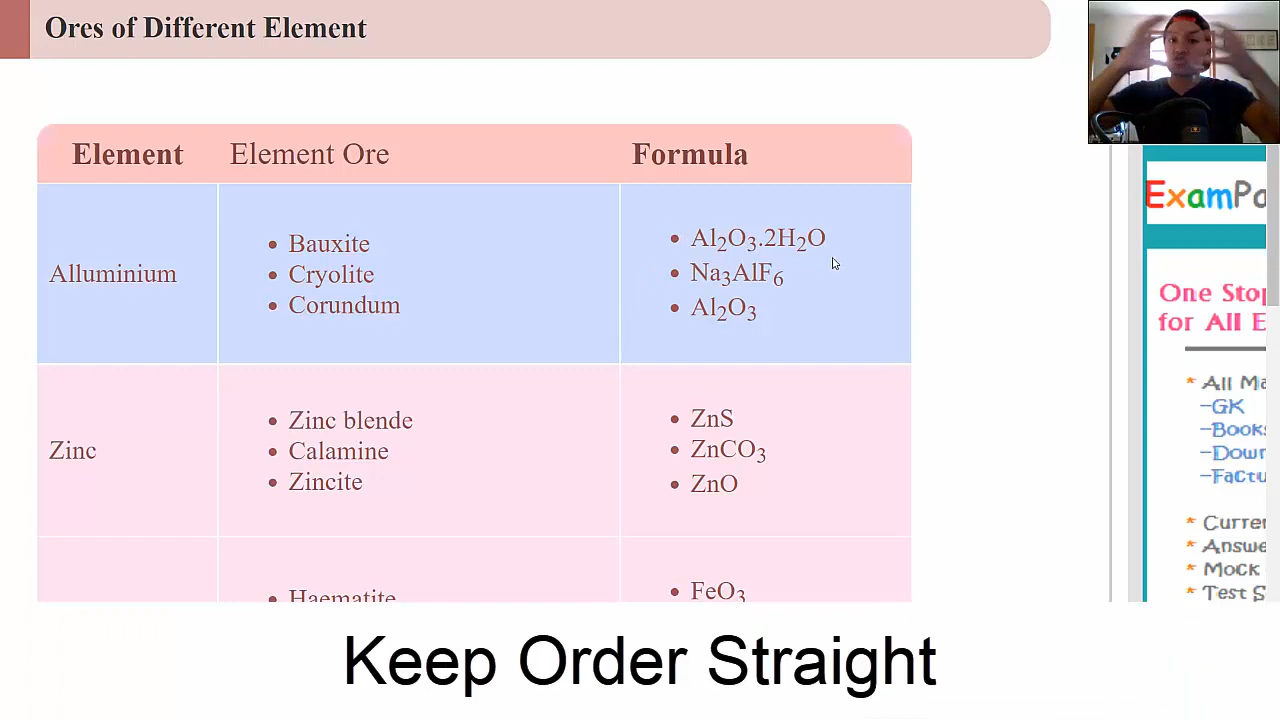 Ores of Different Element
Element Element Ore Formula
Alluminium
• Bauxite
• Cryolite
• Corundum
• Al₂O₃.2H₂O
• Na₃AlF₆
• Al₂O₃
Zinc
• Zinc blende
• Calamine
• Zincite
• ZnS
• ZnCO₃
• ZnO
• Haematite
• FeO₃
ExamPa
One Stop
for All E
* All Ma
–GK
–Books
–Down
–Factu
* Curren
* Answe
* Mock
* Test S
Keep Order Straight